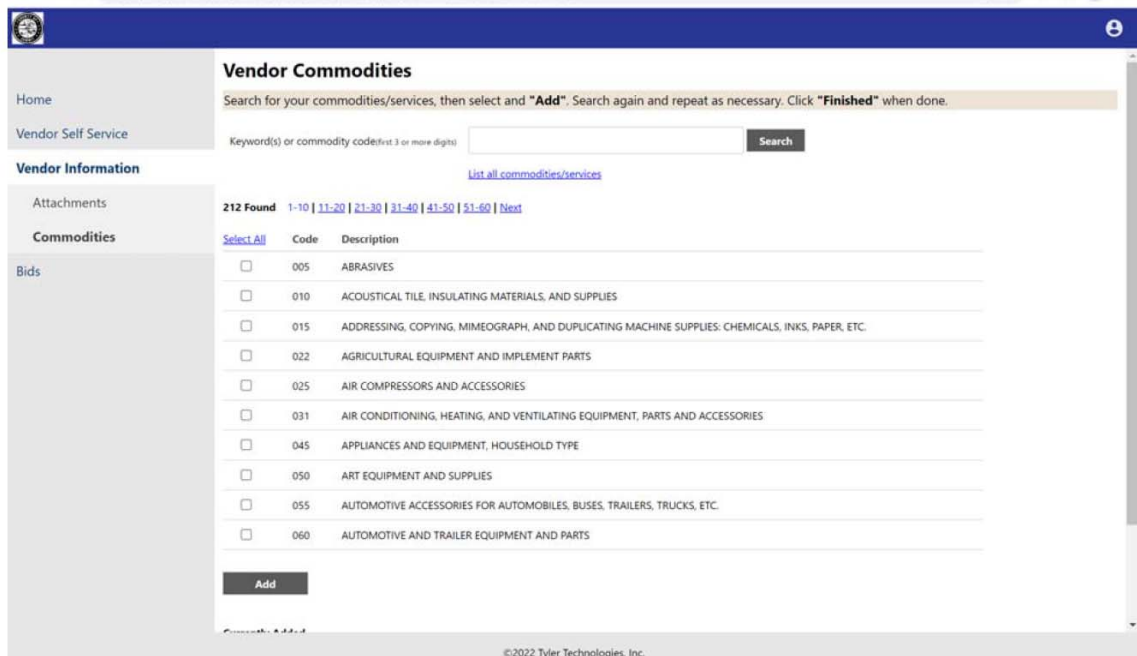 Vendor Commodities
Search for your commodities/services, then select and "Add". Search again and repeat as necessary. Click "Finished" when done.
Home
Vendor Self Service
Vendor Information
Attachments
Commodities
Bids
Keyword(s) or commodity code(first 3 or more digits)
Search
List all commodities/services
212 Found 1-10 | 11-20 | 21-30 | 31-40 | 41-50 | 51-60 | Next
Select All Code Description
005 ABRASIVES
010 ACOUSTICAL TILE, INSULATING MATERIALS, AND SUPPLIES
015 ADDRESSING, COPYING, MIMEOGRAPH, AND DUPLICATING MACHINE SUPPLIES: CHEMICALS, INKS, PAPER, ETC.
022 AGRICULTURAL EQUIPMENT AND IMPLEMENT PARTS
025 AIR COMPRESSORS AND ACCESSORIES
031 AIR CONDITIONING, HEATING, AND VENTILATING EQUIPMENT, PARTS AND ACCESSORIES
045 APPLIANCES AND EQUIPMENT, HOUSEHOLD TYPE
050 ART EQUIPMENT AND SUPPLIES
055 AUTOMOTIVE ACCESSORIES FOR AUTOMOBILES, BUSES, TRAILERS, TRUCKS, ETC.
060 AUTOMOTIVE AND TRAILER EQUIPMENT AND PARTS
Add
Currently Added
©2022 Tyler Technologies, Inc.